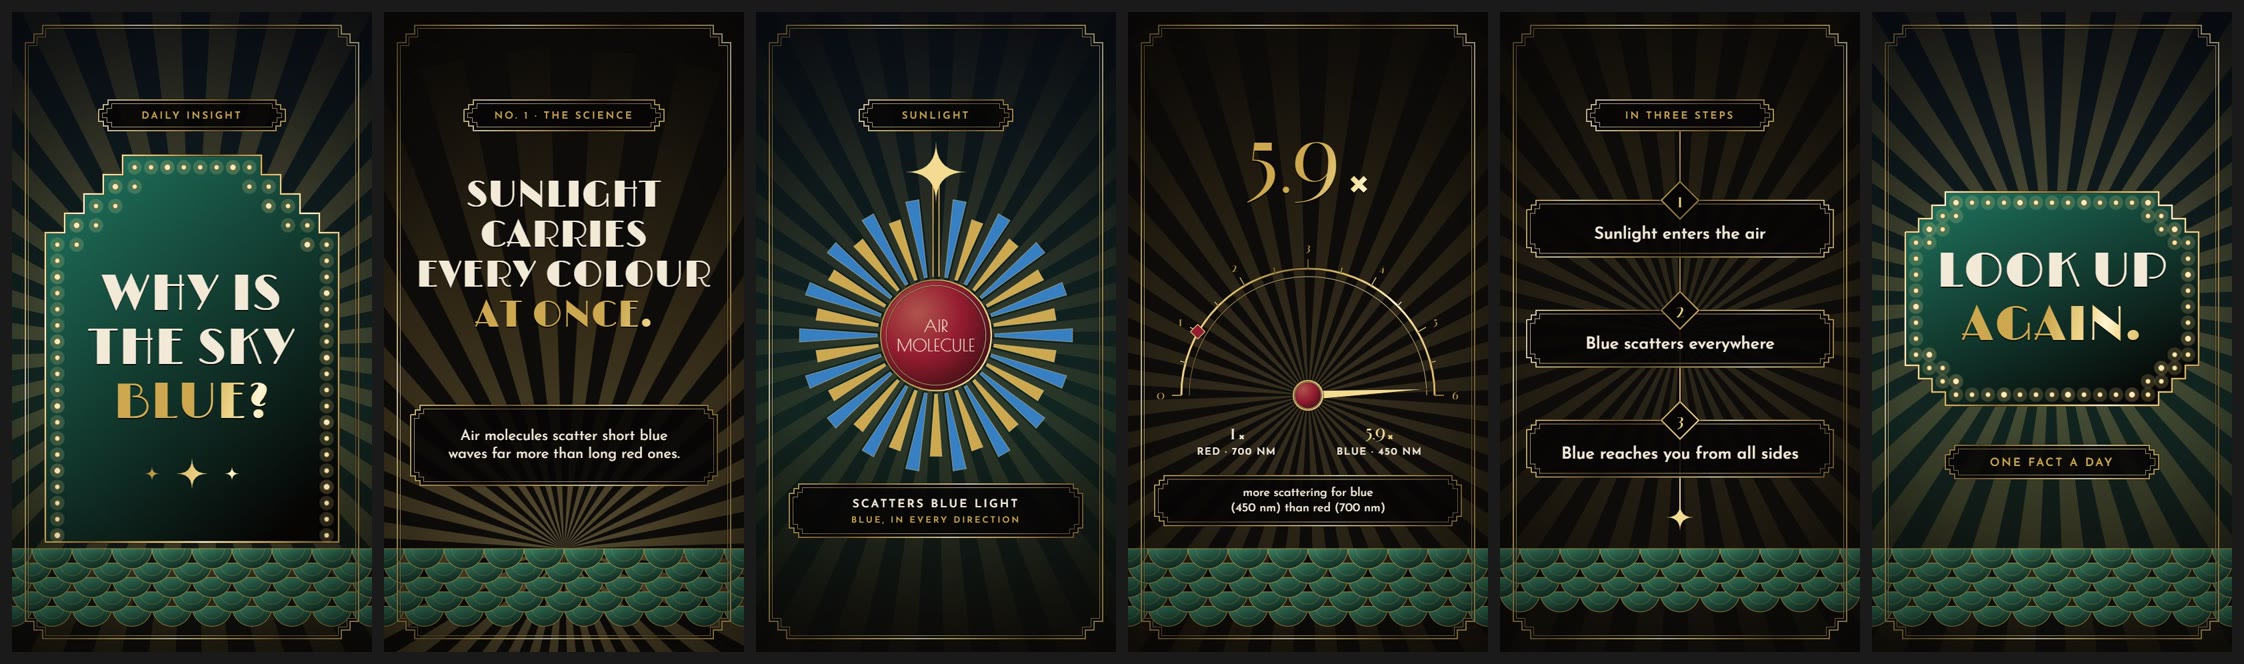 DAILY INSIGHT
WHY IS
THE SKY
BLUE?
NO. 1 · THE SCIENCE
SUNLIGHT
CARRIES
EVERY COLOUR
AT ONCE.
Air molecules scatter short blue
waves far more than long red ones.
SUNLIGHT
AIR
MOLECULE
SCATTERS BLUE LIGHT
BLUE, IN EVERY DIRECTION
5.9×
0 1 2 3 4 5 6
1× 5.9×
RED · 700 NM BLUE · 450 NM
more scattering for blue
(450 nm) than red (700 nm)
IN THREE STEPS
1
Sunlight enters the air
2
Blue scatters everywhere
3
Blue reaches you from all sides
LOOK UP
AGAIN.
ONE FACT A DAY